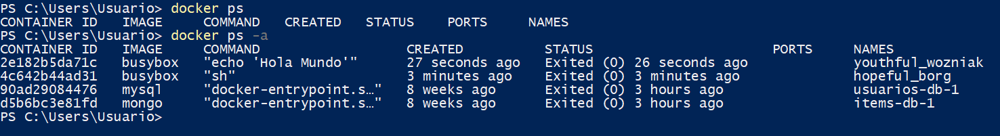 PS C:\Users\Usuario> docker ps
CONTAINER ID   IMAGE     COMMAND   CREATED   STATUS    PORTS     NAMES
PS C:\Users\Usuario> docker ps -a
CONTAINER ID   IMAGE     COMMAND                  CREATED          STATUS                      PORTS     NAMES
2e182b5da71c   busybox   "echo 'Hola Mundo'"      27 seconds ago   Exited (0) 26 seconds ago             youthful_wozniak
4c642b44ad31   busybox   "sh"                     3 minutes ago    Exited (0) 3 minutes ago              hopeful_borg
90ad29084476   mysql     "docker-entrypoint.s…"   8 weeks ago      Exited (0) 3 hours ago                usuarios-db-1
d5b6bc3e81fd   mongo     "docker-entrypoint.s…"   8 weeks ago      Exited (0) 3 hours ago                items-db-1
PS C:\Users\Usuario>